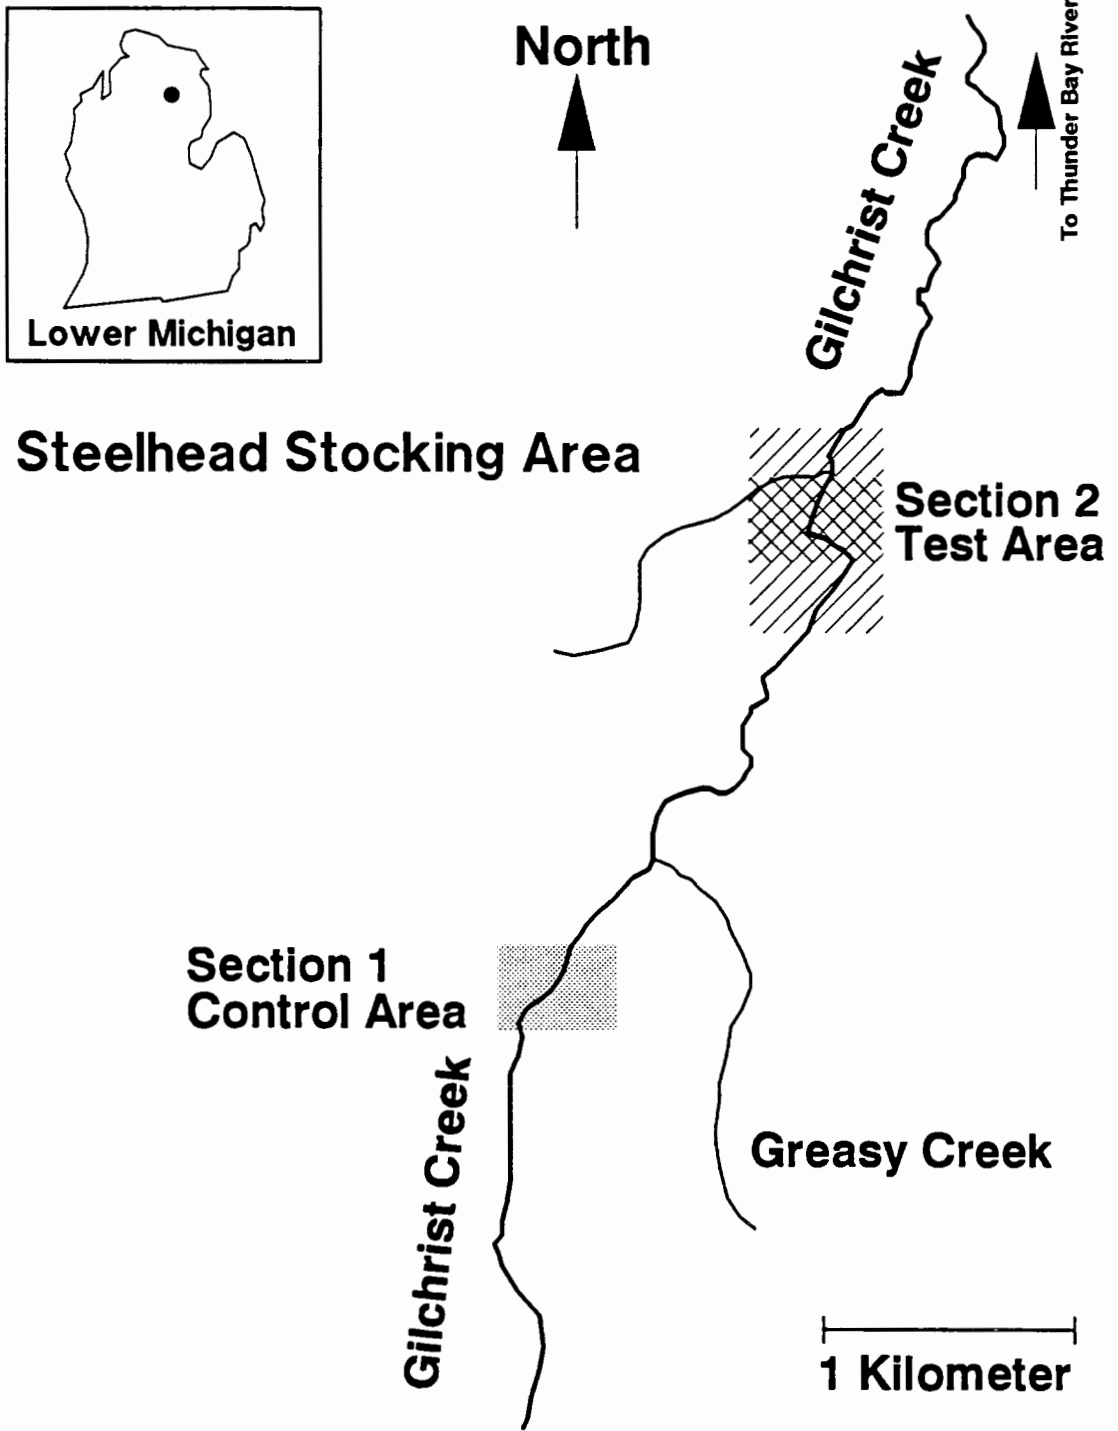 North
Gilchrist Creek
To Thunder Bay River
Lower Michigan
Steelhead Stocking Area
Section 2
Test Area
Section 1
Control Area
Gilchrist Creek
Greasy Creek
1 Kilometer